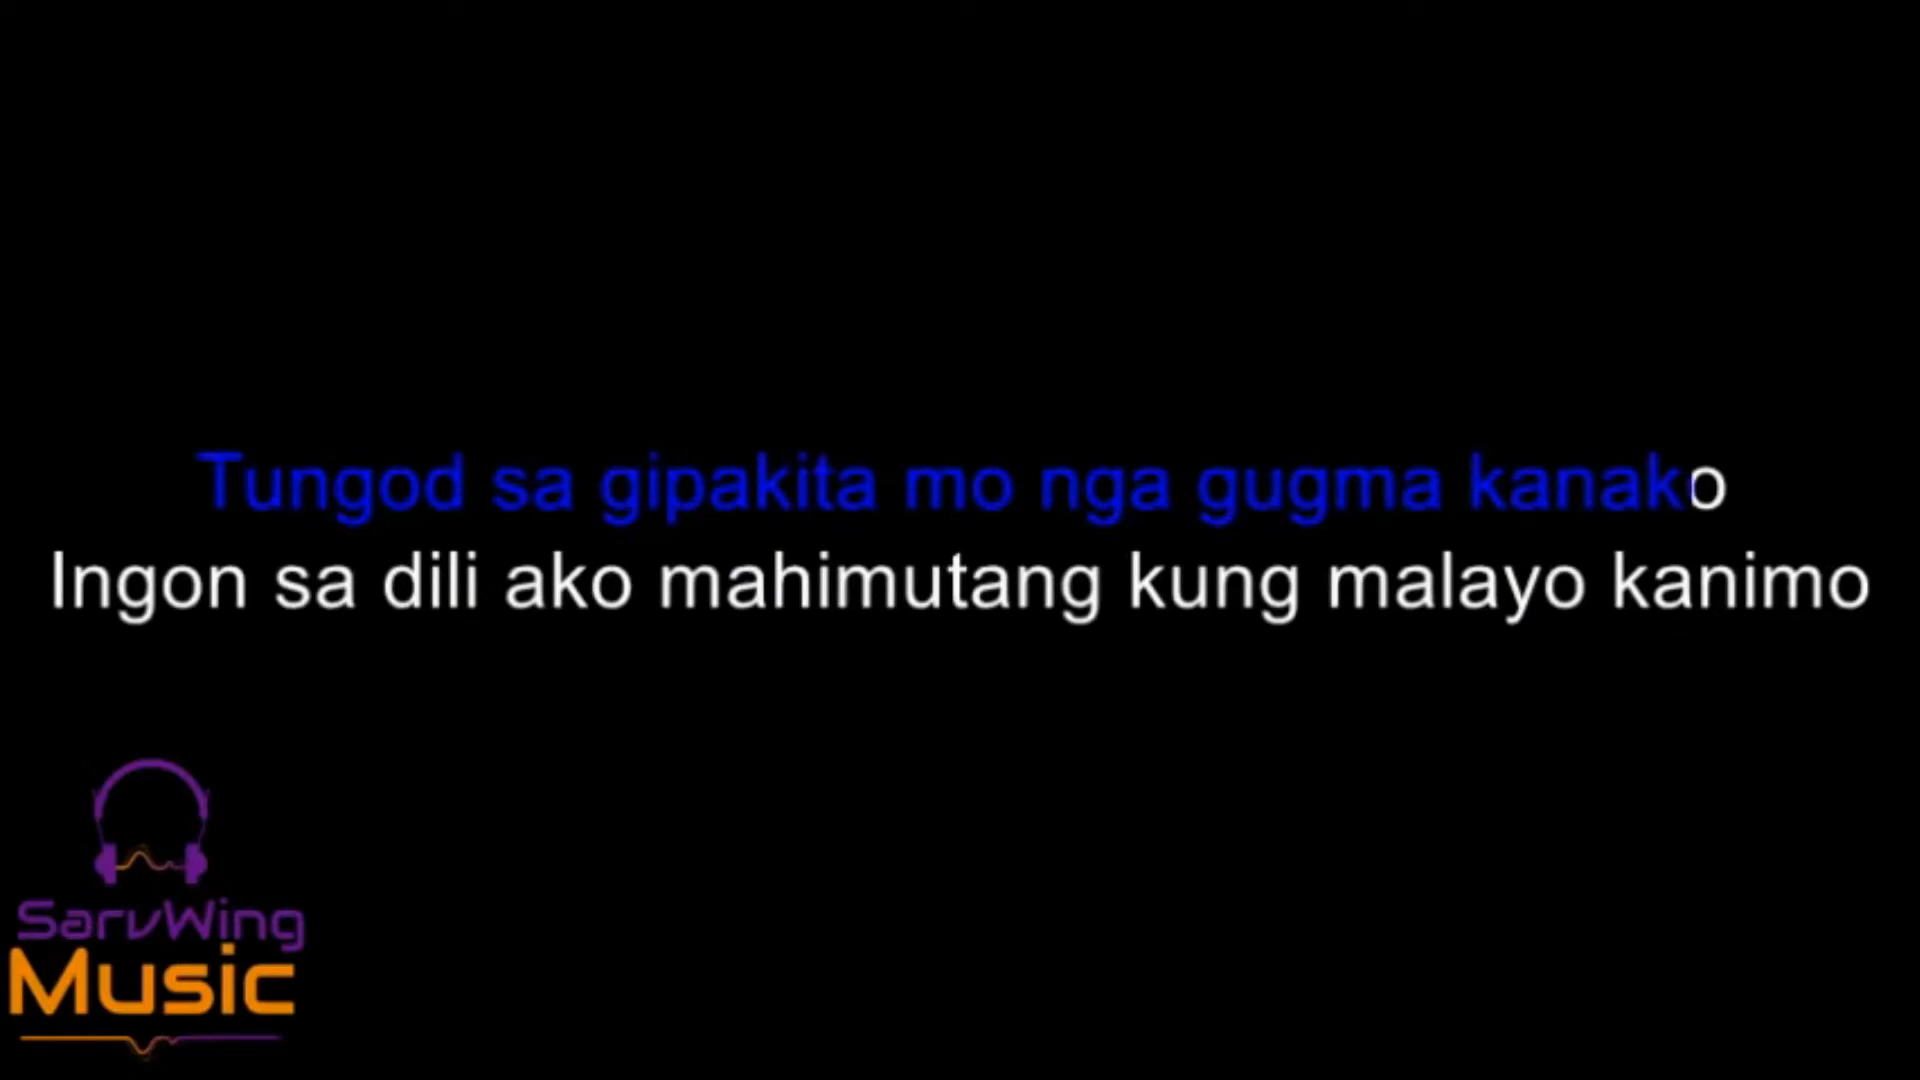 Tungod sa gipakita mo nga gugma kanako
Ingon sa dili ako mahimutang kung malayo kanimo
SarvWing
Music